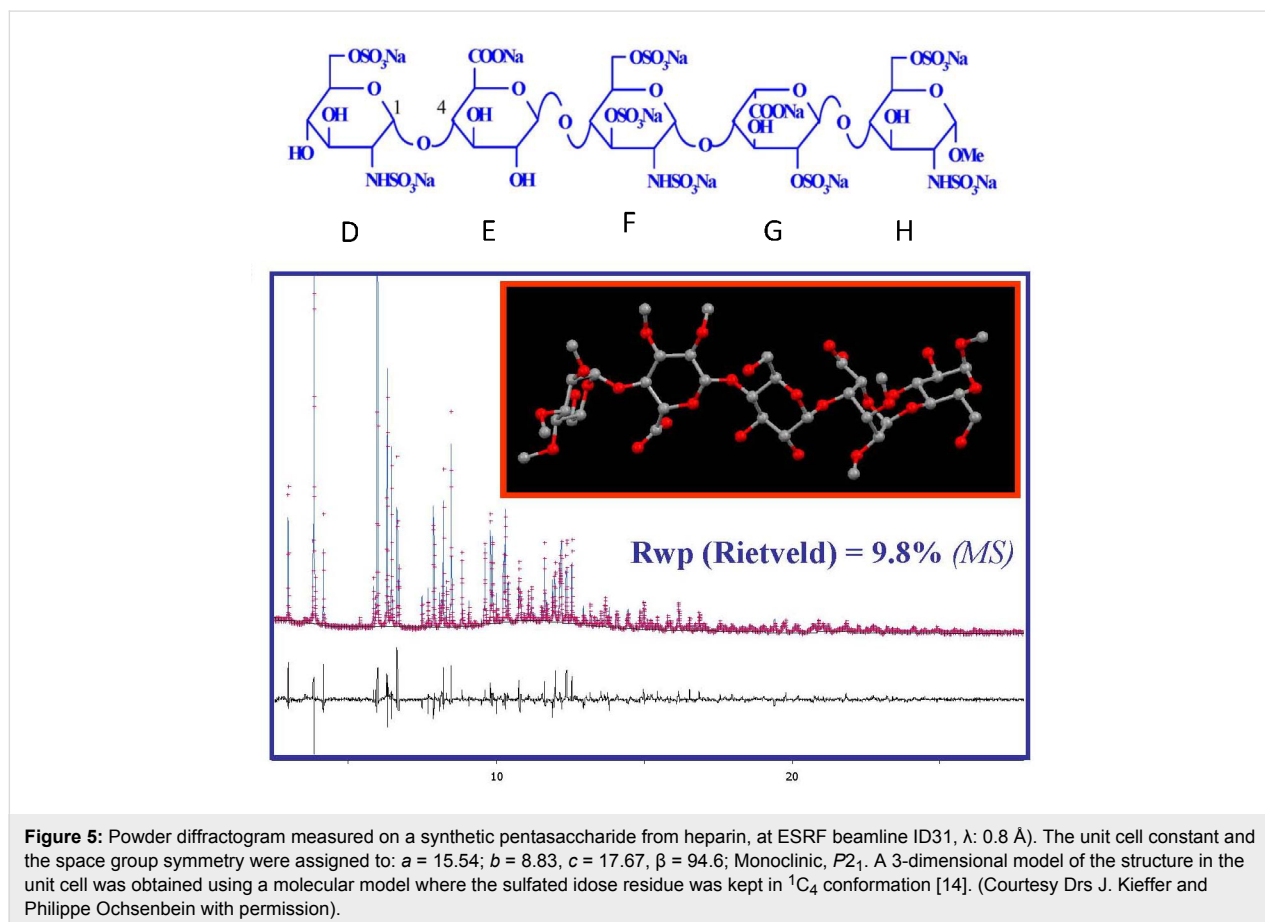 OSO3Na COONa OSO3Na OSO3Na
O O O O O
OH 1 4 OH OSO3Na COONa OH OH
HO O O O O OMe
NHSO3Na OH NHSO3Na OSO3Na NHSO3Na
D E F G H
Rwp (Rietveld) = 9.8% (MS)
10 20
Figure 5: Powder diffractogram measured on a synthetic pentasaccharide from heparin, at ESRF beamline ID31, λ: 0.8 Å). The unit cell constant and
the space group symmetry were assigned to: a = 15.54; b = 8.83, c = 17.67, β = 94.6; Monoclinic, P2₁. A 3-dimensional model of the structure in the
unit cell was obtained using a molecular model where the sulfated idose residue was kept in ¹C₄ conformation [14]. (Courtesy Drs J. Kieffer and
Philippe Ochsenbein with permission).